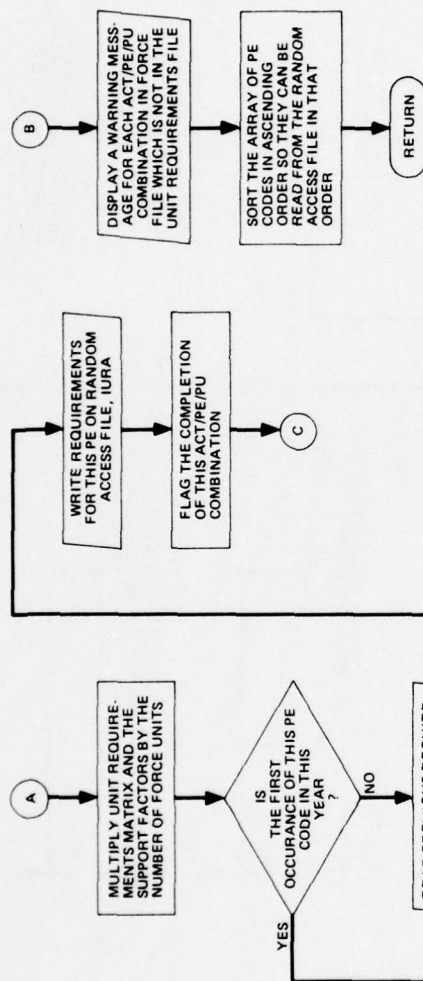 A
MULTIPLY UNIT REQUIRE-
MENTS MATRIX AND THE
SUPPORT FACTORS BY THE
NUMBER OF FORCE UNITS
IS
THE FIRST
OCCURANCE OF THIS PE
CODE IN THIS
YEAR
?
YES
NO
WRITE REQUIREMENTS
FOR THIS PE ON RANDOM
ACCESS FILE, IURA
FLAG THE COMPLETION
OF THIS ACT/PE/PU
COMBINATION
C
B
DISPLAY A WARNING MESS-
AGE FOR EACH ACT/PE/PU
COMBINATION IN FORCE
FILE WHICH IS NOT IN THE
UNIT REQUIREMENTS FILE
SORT THE ARRAY OF PE
CODES IN ASCENDING
ORDER SO THEY CAN BE
READ FROM THE RANDOM
ACCESS FILE IN THAT
ORDER
RETURN